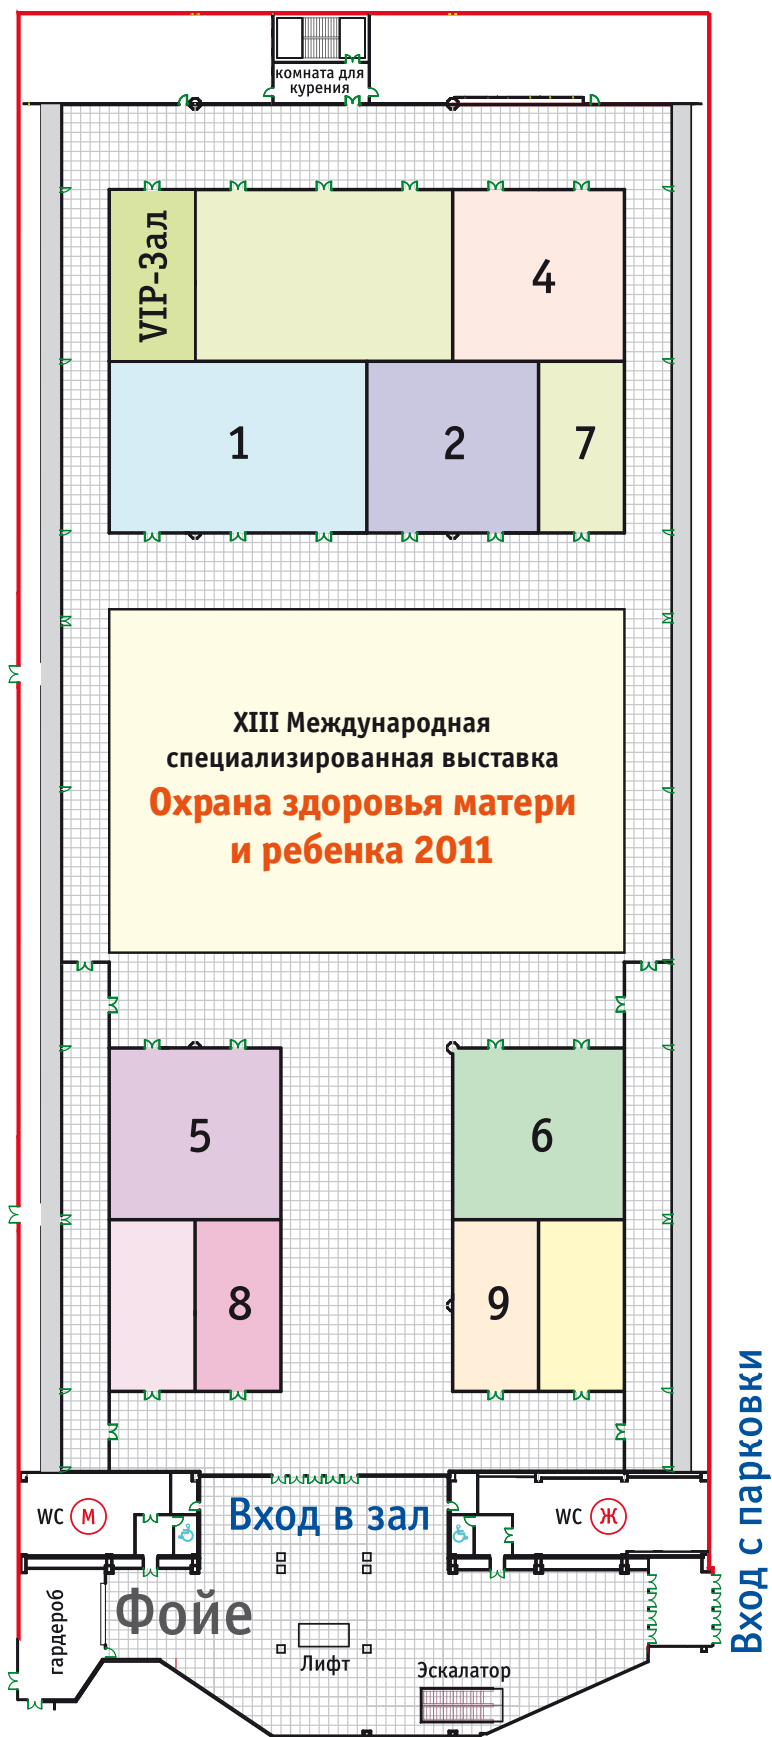 комната для
курения
VIP-Зал
4
1
2
7
XIII Международная
специализированная выставка
Охрана здоровья матери
и ребенка 2011
5
6
8
9
Вход с парковки
Вход в зал
WC М
WC Ж
гардероб
Фойе
Лифт
Эскалатор